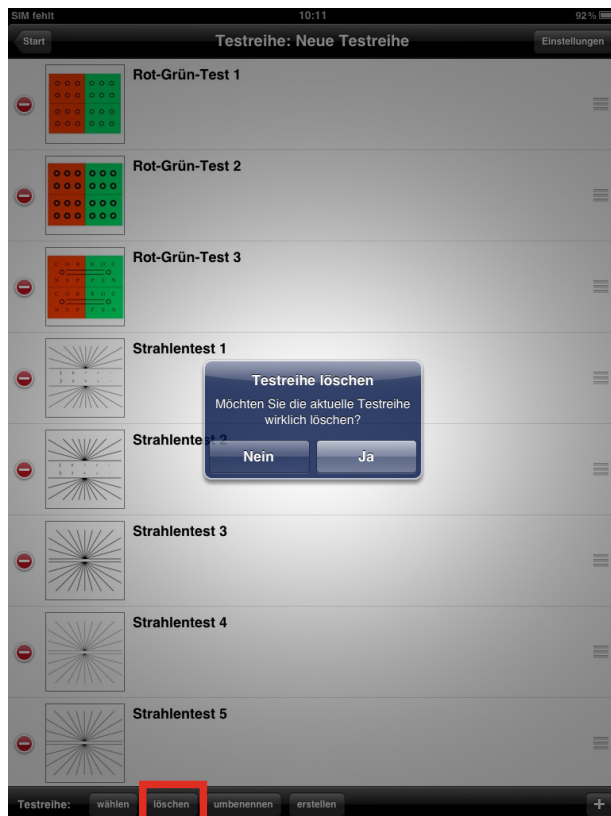 SIM fehlt 10:11 92 %
Start Testreihe: Neue Testreihe Einstellungen
Rot-Grün-Test 1
Rot-Grün-Test 2
Rot-Grün-Test 3
Strahlentest 1
Testreihe löschen
Möchten Sie die aktuelle Testreihe
wirklich löschen?
Strahlentest 2
Nein Ja
Strahlentest 3
Strahlentest 4
Strahlentest 5
Testreihe: wählen löschen umbenennen erstellen +